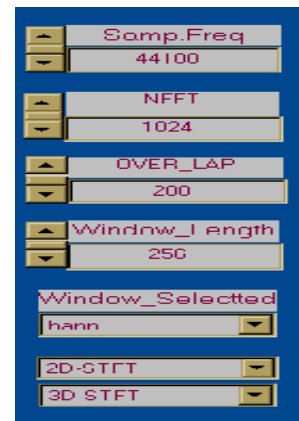 Samp.Freq
44100
NFFT
1024
OVER_LAP
200
Window_Length
256
Window_Selectted
hann
2D-STFT
3D STFT